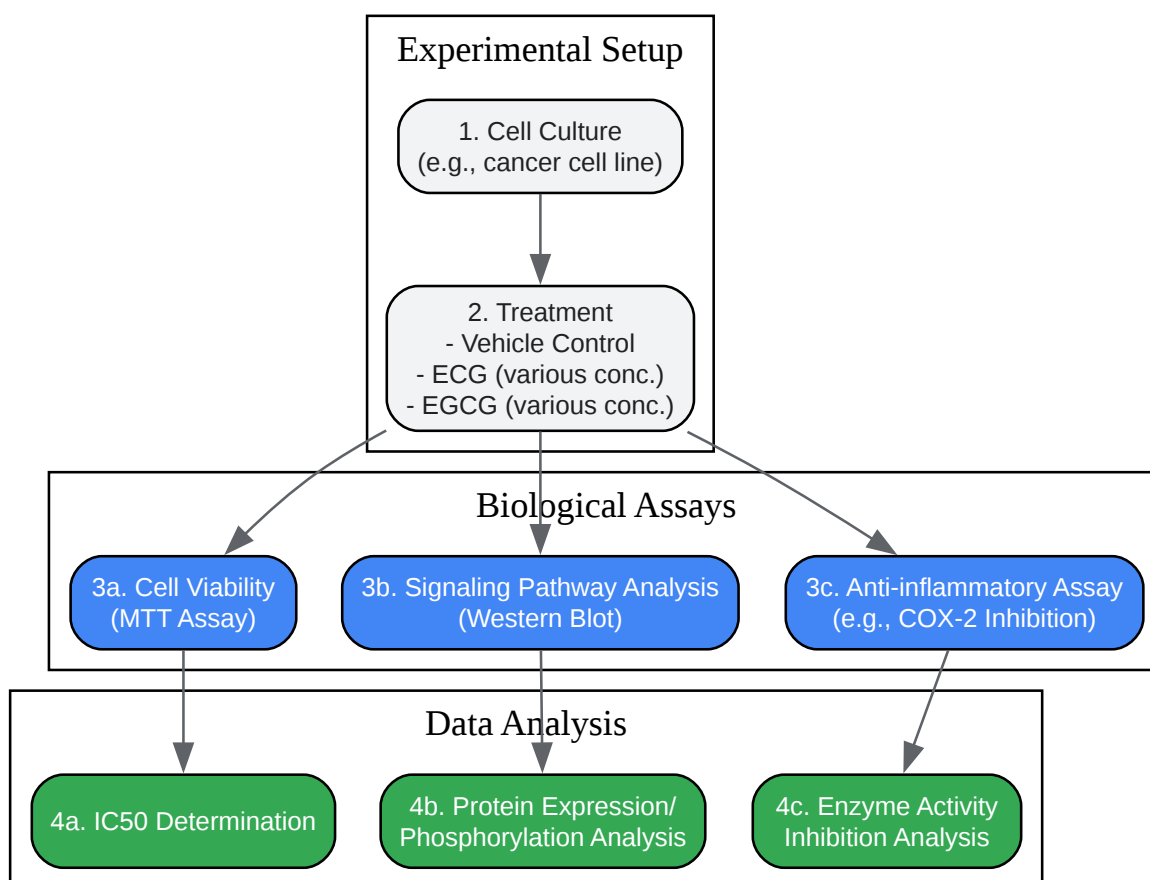 Experimental Setup
1. Cell Culture
(e.g., cancer cell line)
2. Treatment
- Vehicle Control
- ECG (various conc.)
- EGCG (various conc.)
Biological Assays
3a. Cell Viability
(MTT Assay)
3b. Signaling Pathway Analysis
(Western Blot)
3c. Anti-inflammatory Assay
(e.g., COX-2 Inhibition)
Data Analysis
4a. IC50 Determination
4b. Protein Expression/
Phosphorylation Analysis
4c. Enzyme Activity
Inhibition Analysis